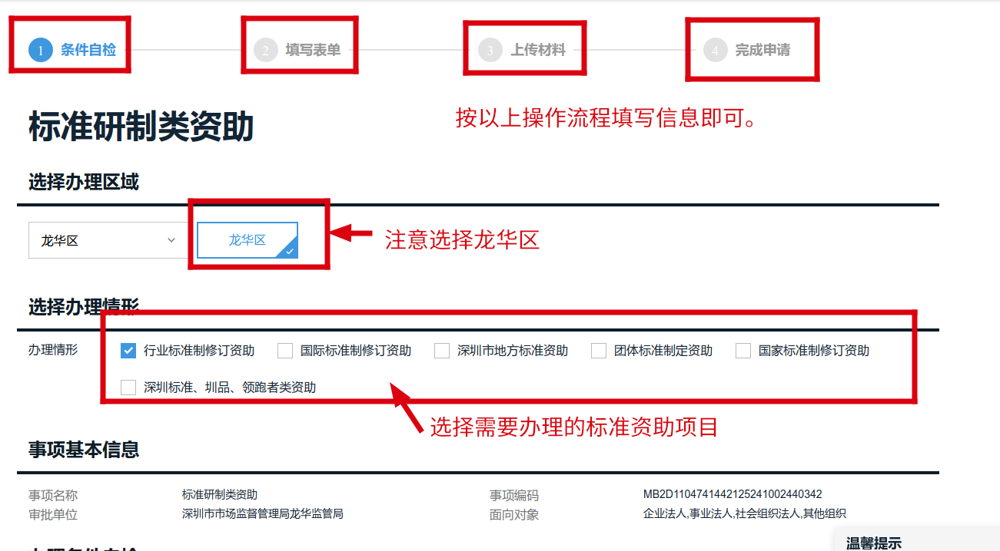 1 条件自检 2 填写表单 3 上传材料 4 完成申请
标准研制类资助
按以上操作流程填写信息即可。
选择办理区域
龙华区 龙华区
注意选择龙华区
选择办理情形
办理情形 行业标准制修订资助 国际标准制修订资助 深圳市地方标准资助 团体标准制定资助 国家标准制修订资助
深圳标准、圳品、领跑者类资助
选择需要办理的标准资助项目
事项基本信息
事项名称 标准研制类资助 事项编码 MB2D1104741442125241002440342
审批单位 深圳市市场监督管理局龙华监管局 面向对象 企业法人,事业法人,社会组织法人,其他组织
办理条件自检
温馨提示